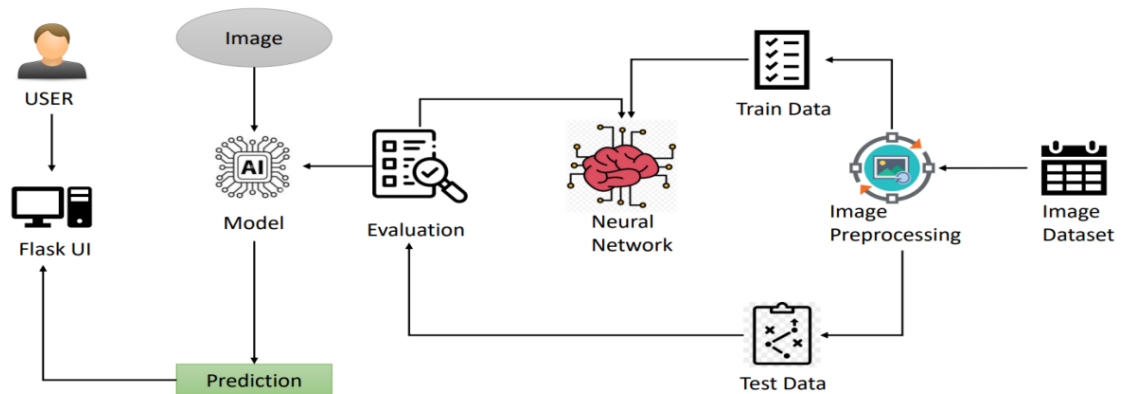 Image
USER
Train Data
AI
Model
Evaluation
Neural
Network
Image
Preprocessing
Image
Dataset
Flask UI
Prediction
Test Data